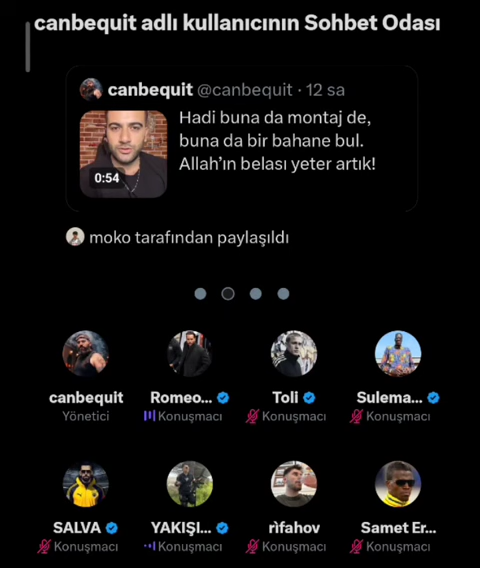 canbequit adlı kullanıcının Sohbet Odası
canbequit @canbequit · 12 sa
Hadi buna da montaj de,
buna da bir bahane bul.
Allah'ın belası yeter artık!
0:54
moko tarafından paylaşıldı
canbequit Romeo... Toli Sulema...
Yönetici Konuşmacı Konuşmacı Konuşmacı
SALVA YAKIŞI... rìfahov Samet Er...
Konuşmacı Konuşmacı Konuşmacı Konuşmacı